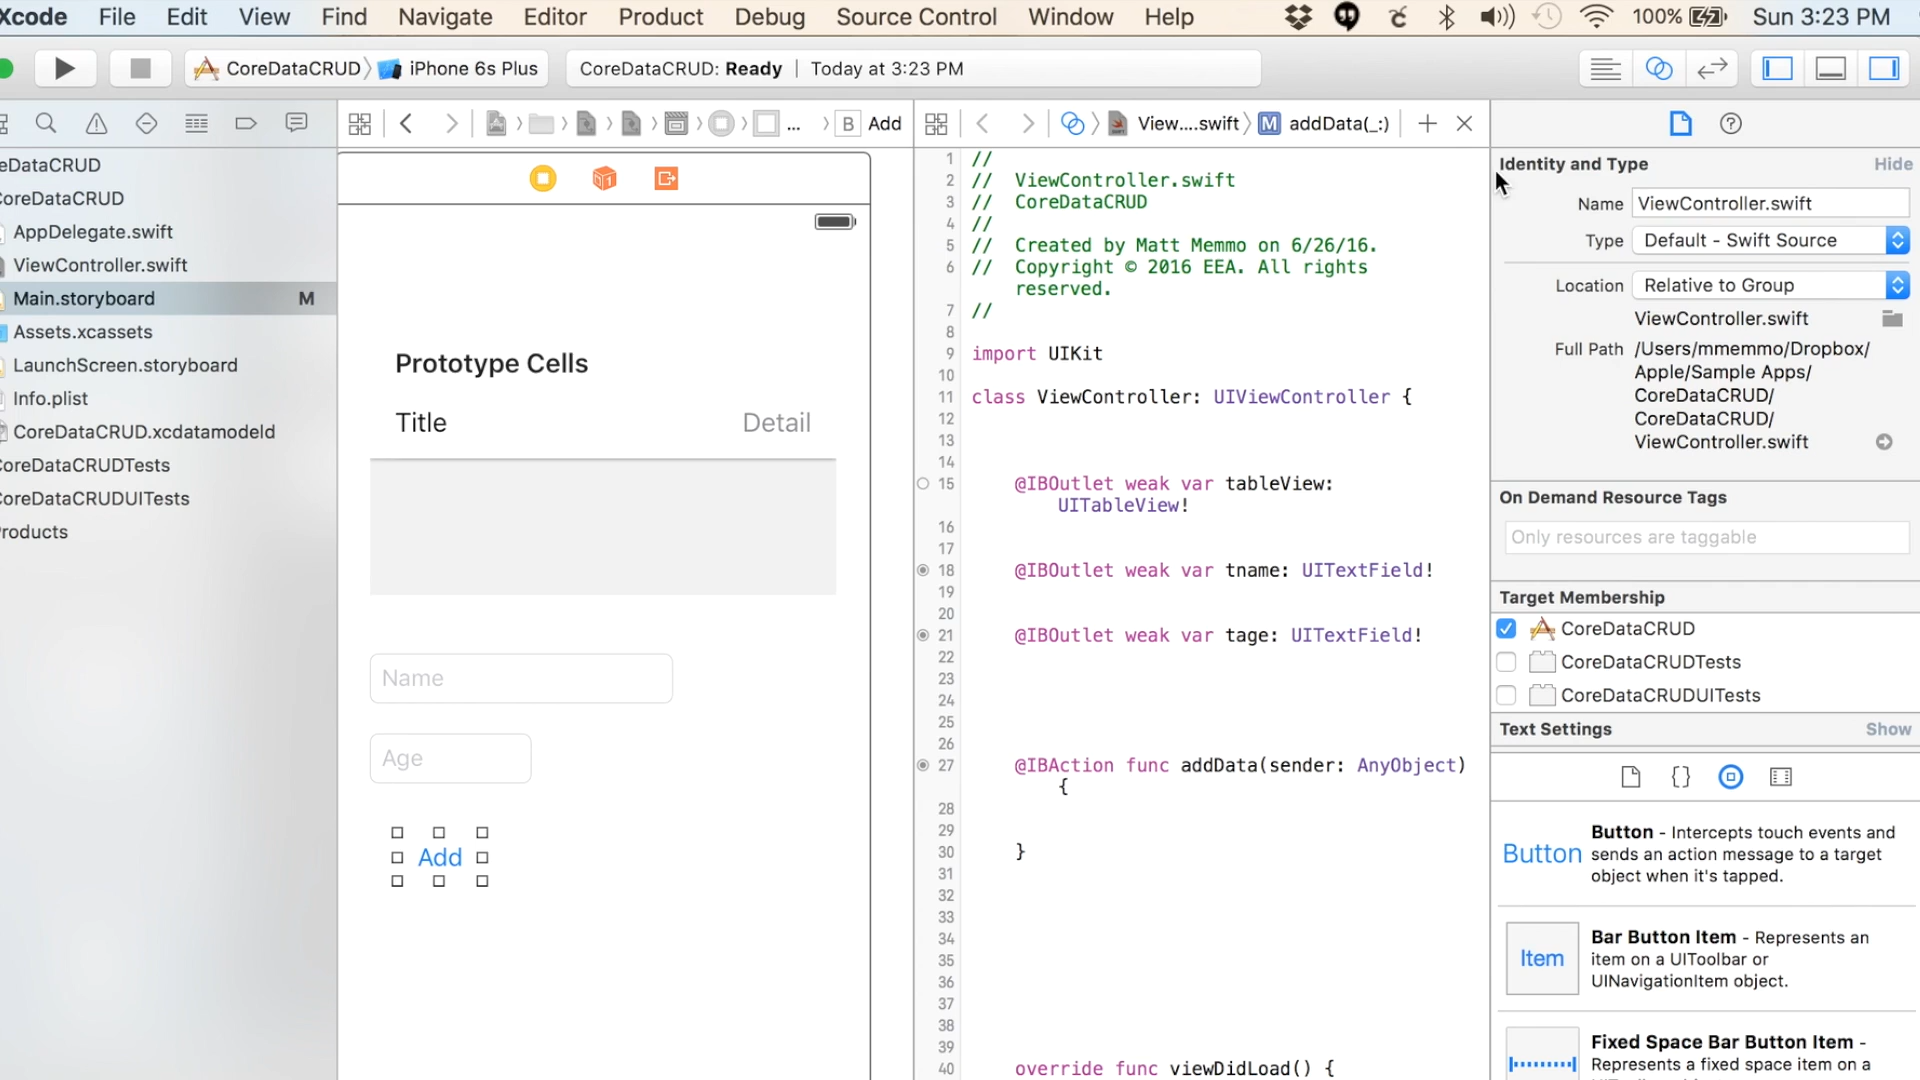 Xcode File Edit View Find Navigate Editor Product Debug Source Control Window Help 100% Sun 3:23 PM
CoreDataCRUD iPhone 6s Plus CoreDataCRUD: Ready | Today at 3:23 PM
... B Add View....swift M addData(_:)
eDataCRUD
CoreDataCRUD
AppDelegate.swift
ViewController.swift
Main.storyboard M
Assets.xcassets
LaunchScreen.storyboard
Info.plist
CoreDataCRUD.xcdatamodeld
CoreDataCRUDTests
CoreDataCRUDUITests
Products
Prototype Cells
Title Detail
Name
Age
Add
1 //
2 // ViewController.swift
3 // CoreDataCRUD
4 //
5 // Created by Matt Memmo on 6/26/16.
6 // Copyright © 2016 EEA. All rights
reserved.
7 //
8
9 import UIKit
10
11 class ViewController: UIViewController {
12
13
14
15 @IBOutlet weak var tableView:
UITableView!
16
17
18 @IBOutlet weak var tname: UITextField!
19
20
21 @IBOutlet weak var tage: UITextField!
22
23
24
25
26
27 @IBAction func addData(sender: AnyObject)
{
28
29
30 }
31
32
33
34
35
36
37
38
39
40 override func viewDidLoad() {
Identity and Type Hide
Name ViewController.swift
Type Default - Swift Source
Location Relative to Group
ViewController.swift
Full Path /Users/mmemmo/Dropbox/
Apple/Sample Apps/
CoreDataCRUD/
CoreDataCRUD/
ViewController.swift
On Demand Resource Tags
Only resources are taggable
Target Membership
CoreDataCRUD
CoreDataCRUDTests
CoreDataCRUDUITests
Text Settings Show
{}
Button
Button - Intercepts touch events and
sends an action message to a target
object when it's tapped.
Item
Bar Button Item - Represents an
item on a UIToolbar or
UINavigationItem object.
Fixed Space Bar Button Item -
Represents a fixed space item on a